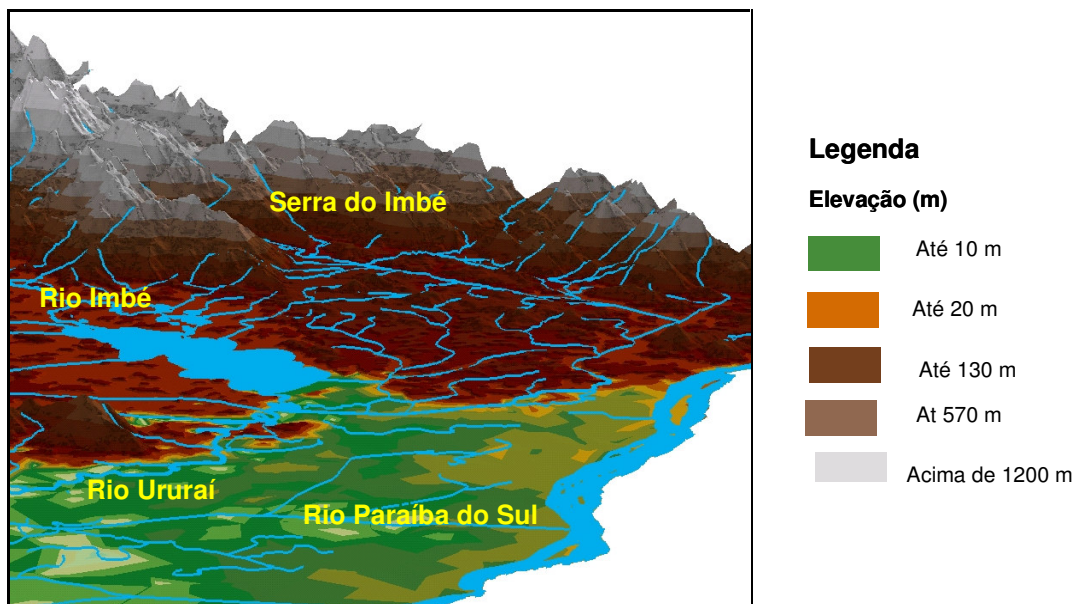 Serra do Imbé
Rio Imbé
Rio Ururaí
Rio Paraíba do Sul
Legenda
Elevação (m)
Até 10 m
Até 20 m
Até 130 m
At 570 m
Acima de 1200 m